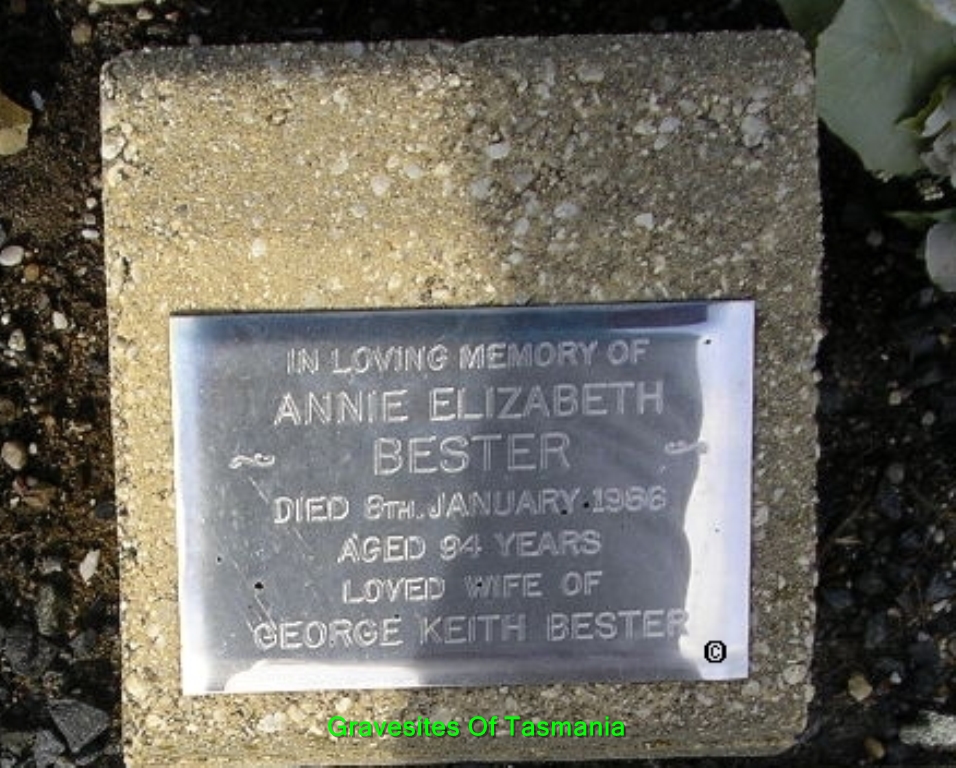 IN LOVING MEMORY OF
ANNIE ELIZABETH
BESTER
DIED 8TH. JANUARY 1986
AGED 94 YEARS
LOVED WIFE OF
GEORGE KEITH BESTER
©
Gravesites Of Tasmania